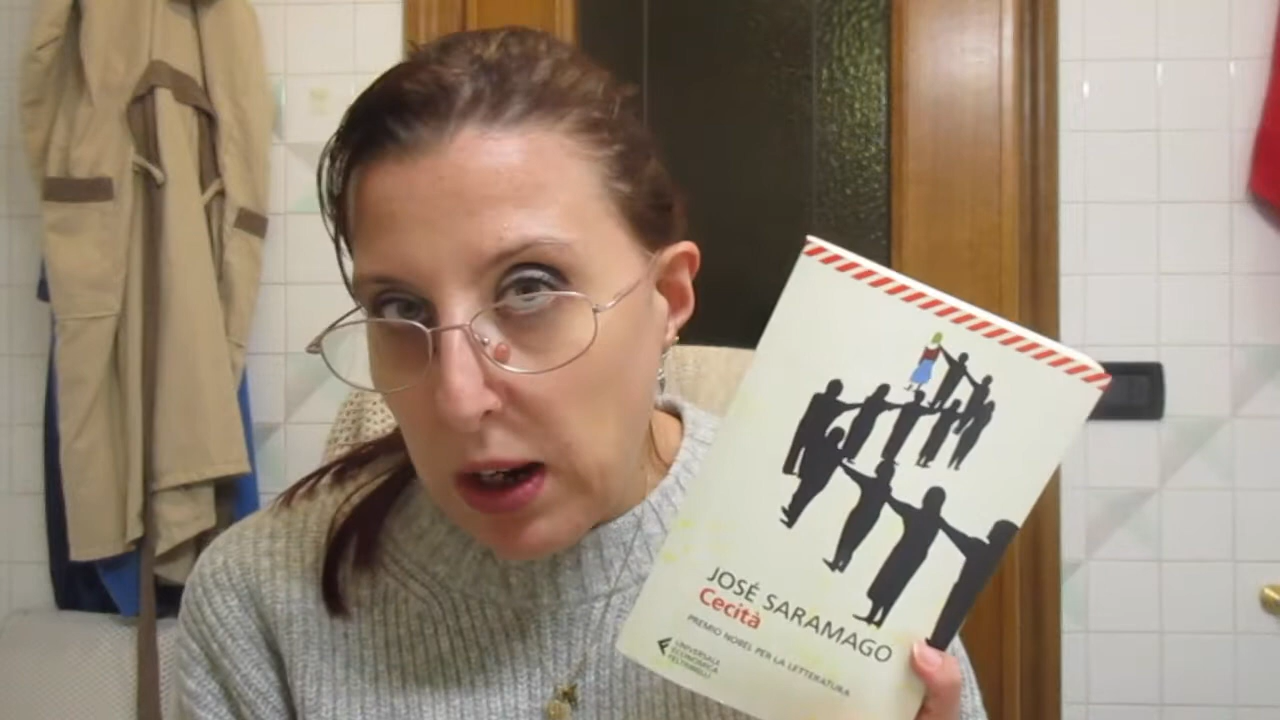 JOSÉ SARAMAGO
Cecità
PREMIO NOBEL PER LA LETTERATURA
UNIVERSALE
ECONOMICA
FELTRINELLI